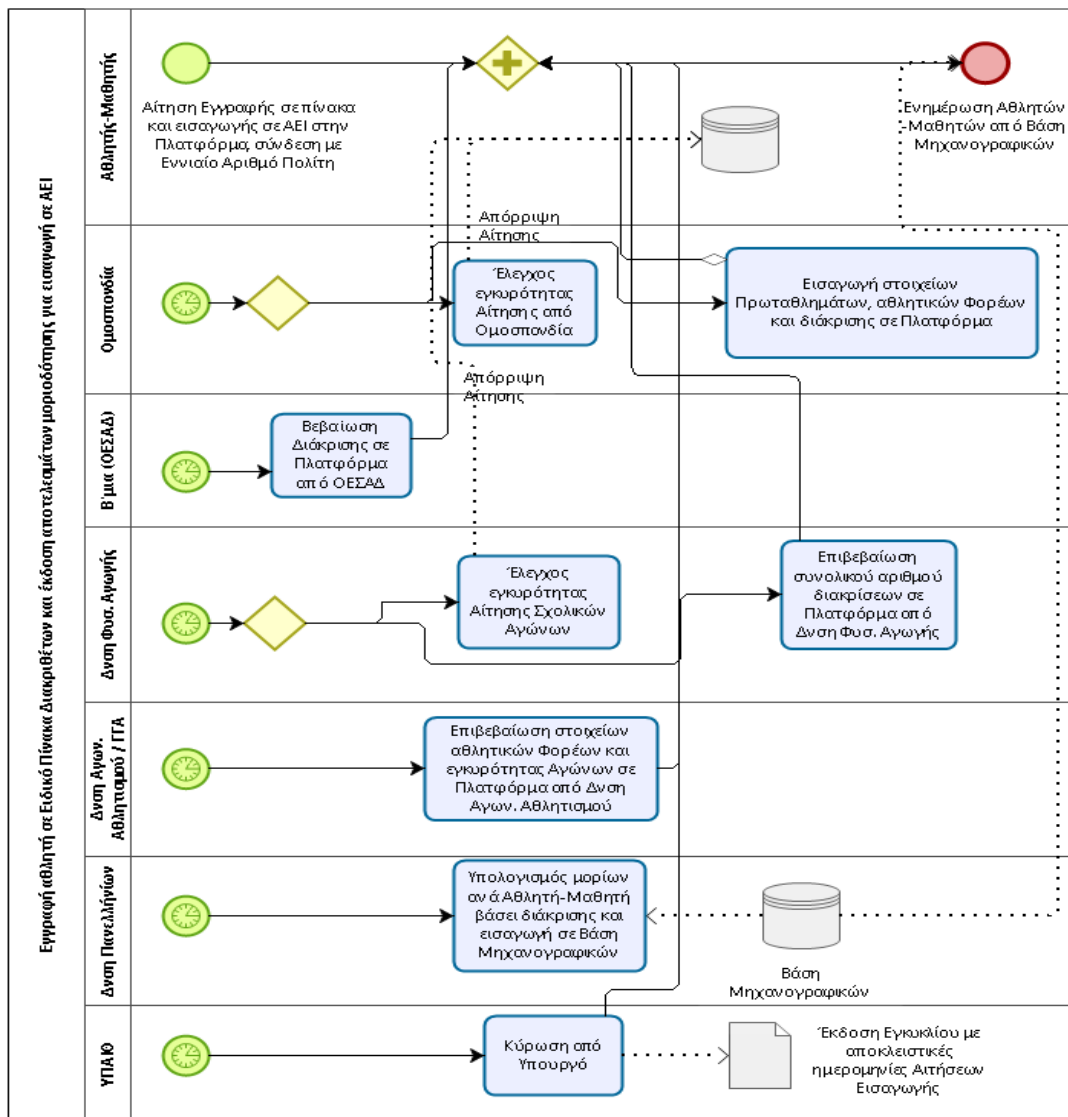 Εγγραφή αθλητή σε Ειδικό Πίνακα Διακριθέτων και έκδοση αποτελεσμάτων μοριοδότησης για εισαγωγή σε ΑΕΙ
Αθλητής-Μαθητής
Αίτηση Εγγραφής σε πίνακα
και εισαγωγής σε ΑΕΙ στην
Πλατφόρμα, σύνδεση με
Εννιαίο Αριθμό Πολίτη
Ενημέρωση Αθλητών
-Μαθητών από Βάση
Μηχανογραφικών
Ομοσπονδία
Απόρριψη
Αίτησης
Έλεγχος
εγκυρότητας
Αίτησης από
Ομοσπονδία
Εισαγωγή στοιχείων
Πρωταθλημάτων, αθλητικών Φορέων
και διάκρισης σε Πλατφόρμα
Απόρριψη
Αίτησης
Β'μια (ΟΕΣΑΔ)
Βεβαίωση
Διάκρισης σε
Πλατφόρμα
από ΟΕΣΑΔ
Δνση Φυσ. Αγωγής
Έλεγχος
εγκυρότητας
Αίτησης Σχολικών
Αγώνων
Επιβεβαίωση
συνολικού αριθμού
διακρίσεων σε
Πλατφόρμα από
Δνση Φυσ. Αγωγής
Δνση Αγων.
Αθλητισμού / ΓΓΑ
Επιβεβαίωση στοιχείων
αθλητικών Φορέων και
εγκυρότητας Αγώνων σε
Πλατφόρμα από Δνση
Αγων. Αθλητισμού
Δνση Πανελλήνίων
Υπολογισμός μορίων
ανά Αθλητή-Μαθητή
βάσει διάκρισης και
εισαγωγή σε Βάση
Μηχανογραφικών
Βάση
Μηχανογραφικών
ΥΠΑΙΘ
Κύρωση από
Υπουργό
Έκδοση Εγκυκλίου με
αποκλειστικές
ημερομηνίες Αιτήσεων
Εισαγωγής